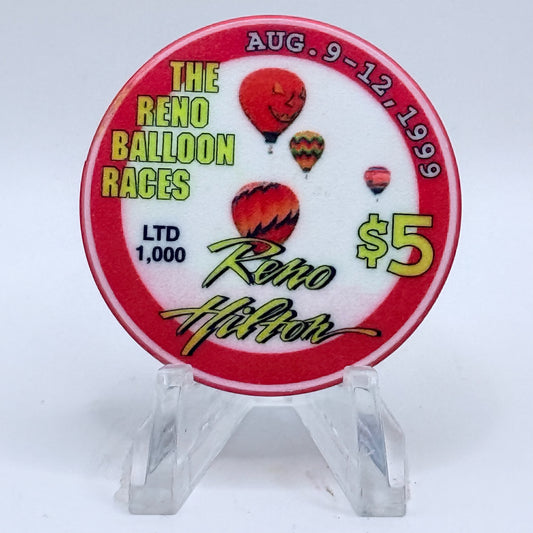 AUG. 9-12, 1999
THE
RENO
BALLOON
RACES
LTD
1,000
$5
Reno
Hilton